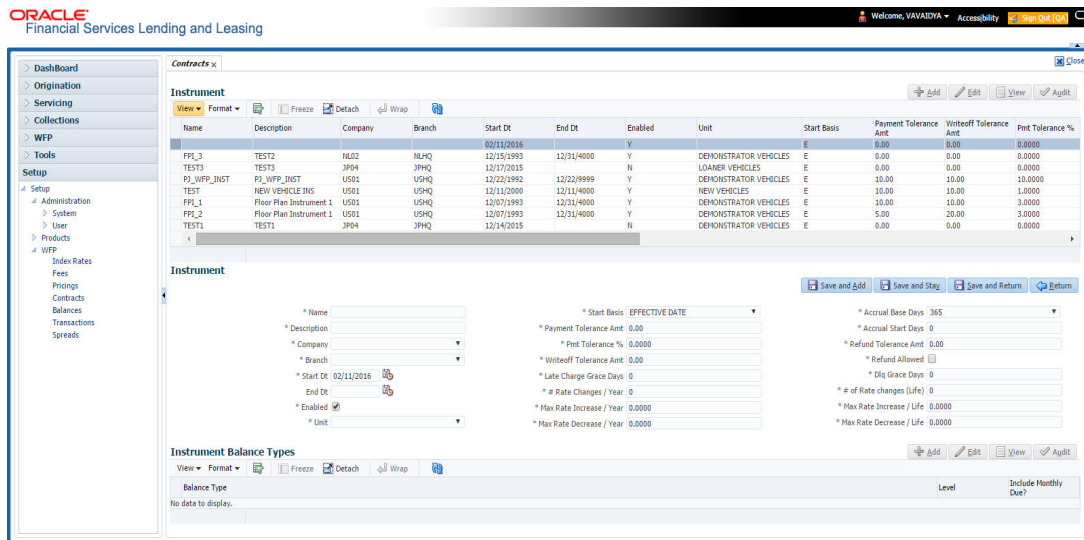 ORACLE
Financial Services Lending and Leasing
Welcome, VAVAIDYA Accessibility Sign Out [QA]
Close
DashBoard
Origination
Servicing
Collections
WFP
Tools
Setup
Setup
Administration
System
User
Products
WFP
Index Rates
Fees
Pricings
Contracts
Balances
Transactions
Spreads
Contracts x
Instrument
Add Edit View Audit
View Format Freeze Detach Wrap
Name Description Company Branch Start Dt End Dt Enabled Unit Start Basis Payment Tolerance Amt Writeoff Tolerance Amt Pmt Tolerance %
02/11/2016 Y E 0.00 0.00 0.0000
FPI_3 TEST2 NL02 NLHQ 12/15/1993 12/31/4000 Y DEMONSTRATOR VEHICLES E 0.00 0.00 0.0000
TEST3 TEST3 JP04 JPHQ 12/17/2015 N LOANER VEHICLES E 0.00 0.00 0.0000
PJ_WFP_INST PJ_WFP_INST US01 USHQ 12/22/1992 12/22/9999 Y DEMONSTRATOR VEHICLES E 10.00 10.00 10.0000
TEST NEW VEHICLE INS US01 USHQ 12/11/2000 12/11/4000 Y NEW VEHICLES E 10.00 10.00 1.0000
FPI_1 Floor Plan Instrument 1 US01 USHQ 12/07/1993 12/31/4000 Y DEMONSTRATOR VEHICLES E 10.00 10.00 3.0000
FPI_2 Floor Plan Instrument 1 US01 USHQ 12/07/1993 12/31/4000 Y DEMONSTRATOR VEHICLES E 5.00 20.00 3.0000
TEST1 TEST1 JP04 JPHQ 12/14/2015 N DEMONSTRATOR VEHICLES E 0.00 0.00 0.0000
Instrument
Save and Add Save and Stay Save and Return Return
* Name
* Description
* Company
* Branch
* Start Dt 02/11/2016
End Dt
* Enabled
* Unit
* Start Basis EFFECTIVE DATE
* Payment Tolerance Amt 0.00
* Pmt Tolerance % 0.0000
* Writeoff Tolerance Amt 0.00
* Late Charge Grace Days 0
* # Rate Changes / Year 0
* Max Rate Increase / Year 0.0000
* Max Rate Decrease / Year 0.0000
* Accrual Base Days 365
* Accrual Start Days 0
* Refund Tolerance Amt 0.00
* Refund Allowed
* Dlq Grace Days 0
* # of Rate changes (Life) 0
* Max Rate Increase / Life 0.0000
* Max Rate Decrease / Life 0.0000
Instrument Balance Types
Add Edit View Audit
View Format Freeze Detach Wrap
Balance Type Level Include Monthly Due?
No data to display.